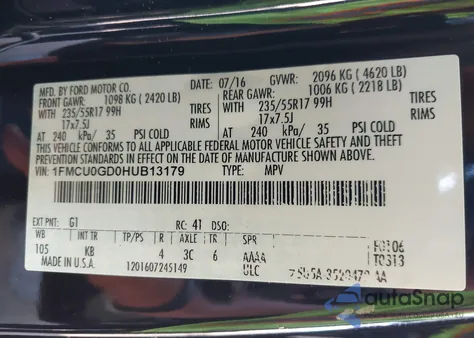 MFD. BY FORD MOTOR CO. DATE: 07/16 GVWR: 2096 KG ( 4620 LB)
FRONT GAWR: 1098 KG ( 2420 LB) REAR GAWR: 1006 KG ( 2218 LB)
WITH 235/55R17 99H TIRES WITH 235/55R17 99H TIRES
17x7.5J RIMS 17x7.5J RIMS
AT 240 kPa/ 35 PSI COLD AT 240 kPa/ 35 PSI COLD
THIS VEHICLE CONFORMS TO ALL APPLICABLE FEDERAL MOTOR VEHICLE SAFETY, BUMPER, AND THEFT
PREVENTION STANDARDS IN EFFECT ON THE DATE OF MANUFACTURE SHOWN ABOVE.
VIN: 1FMCU0GD0HUB13179 TYPE: MPV
EXT PNT: G1 RC: 41 DSO:
WB INT TR TP/PS R AXLE TR SPR F0106
105 KB 4 3C 6 AAAA T0313
MADE IN U.S.A. 1201607245149 ULC
autoSnap